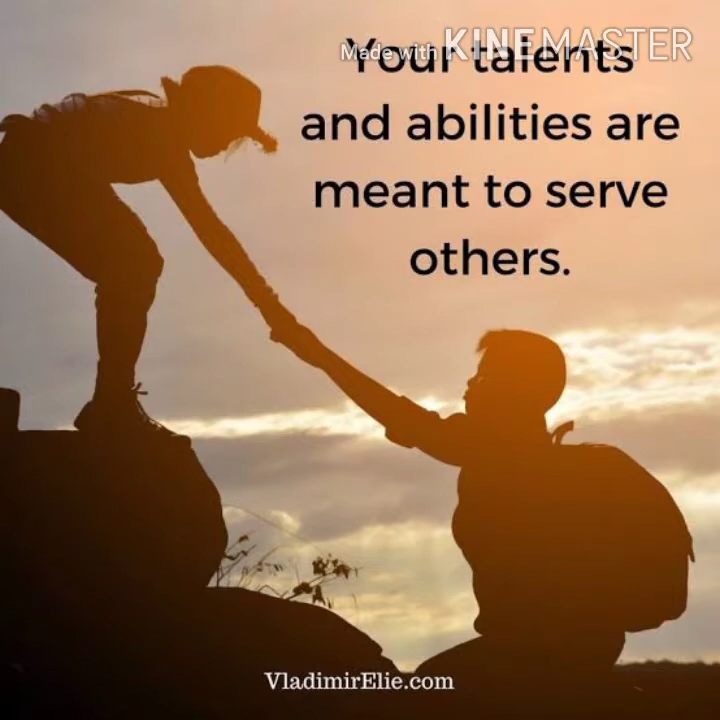 Made with KINEMASTER
Your talents
and abilities are
meant to serve
others.
VladimirElie.com